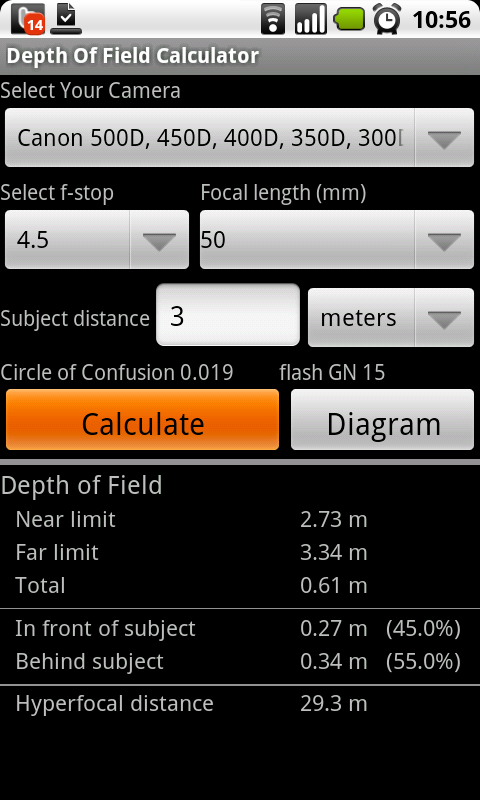 14 10:56
Depth Of Field Calculator
Select Your Camera
Canon 500D, 450D, 400D, 350D, 300D
Select f-stop Focal length (mm)
4.5 50
Subject distance 3 meters
Circle of Confusion 0.019 flash GN 15
Calculate Diagram
Depth of Field
Near limit 2.73 m
Far limit 3.34 m
Total 0.61 m
In front of subject 0.27 m (45.0%)
Behind subject 0.34 m (55.0%)
Hyperfocal distance 29.3 m